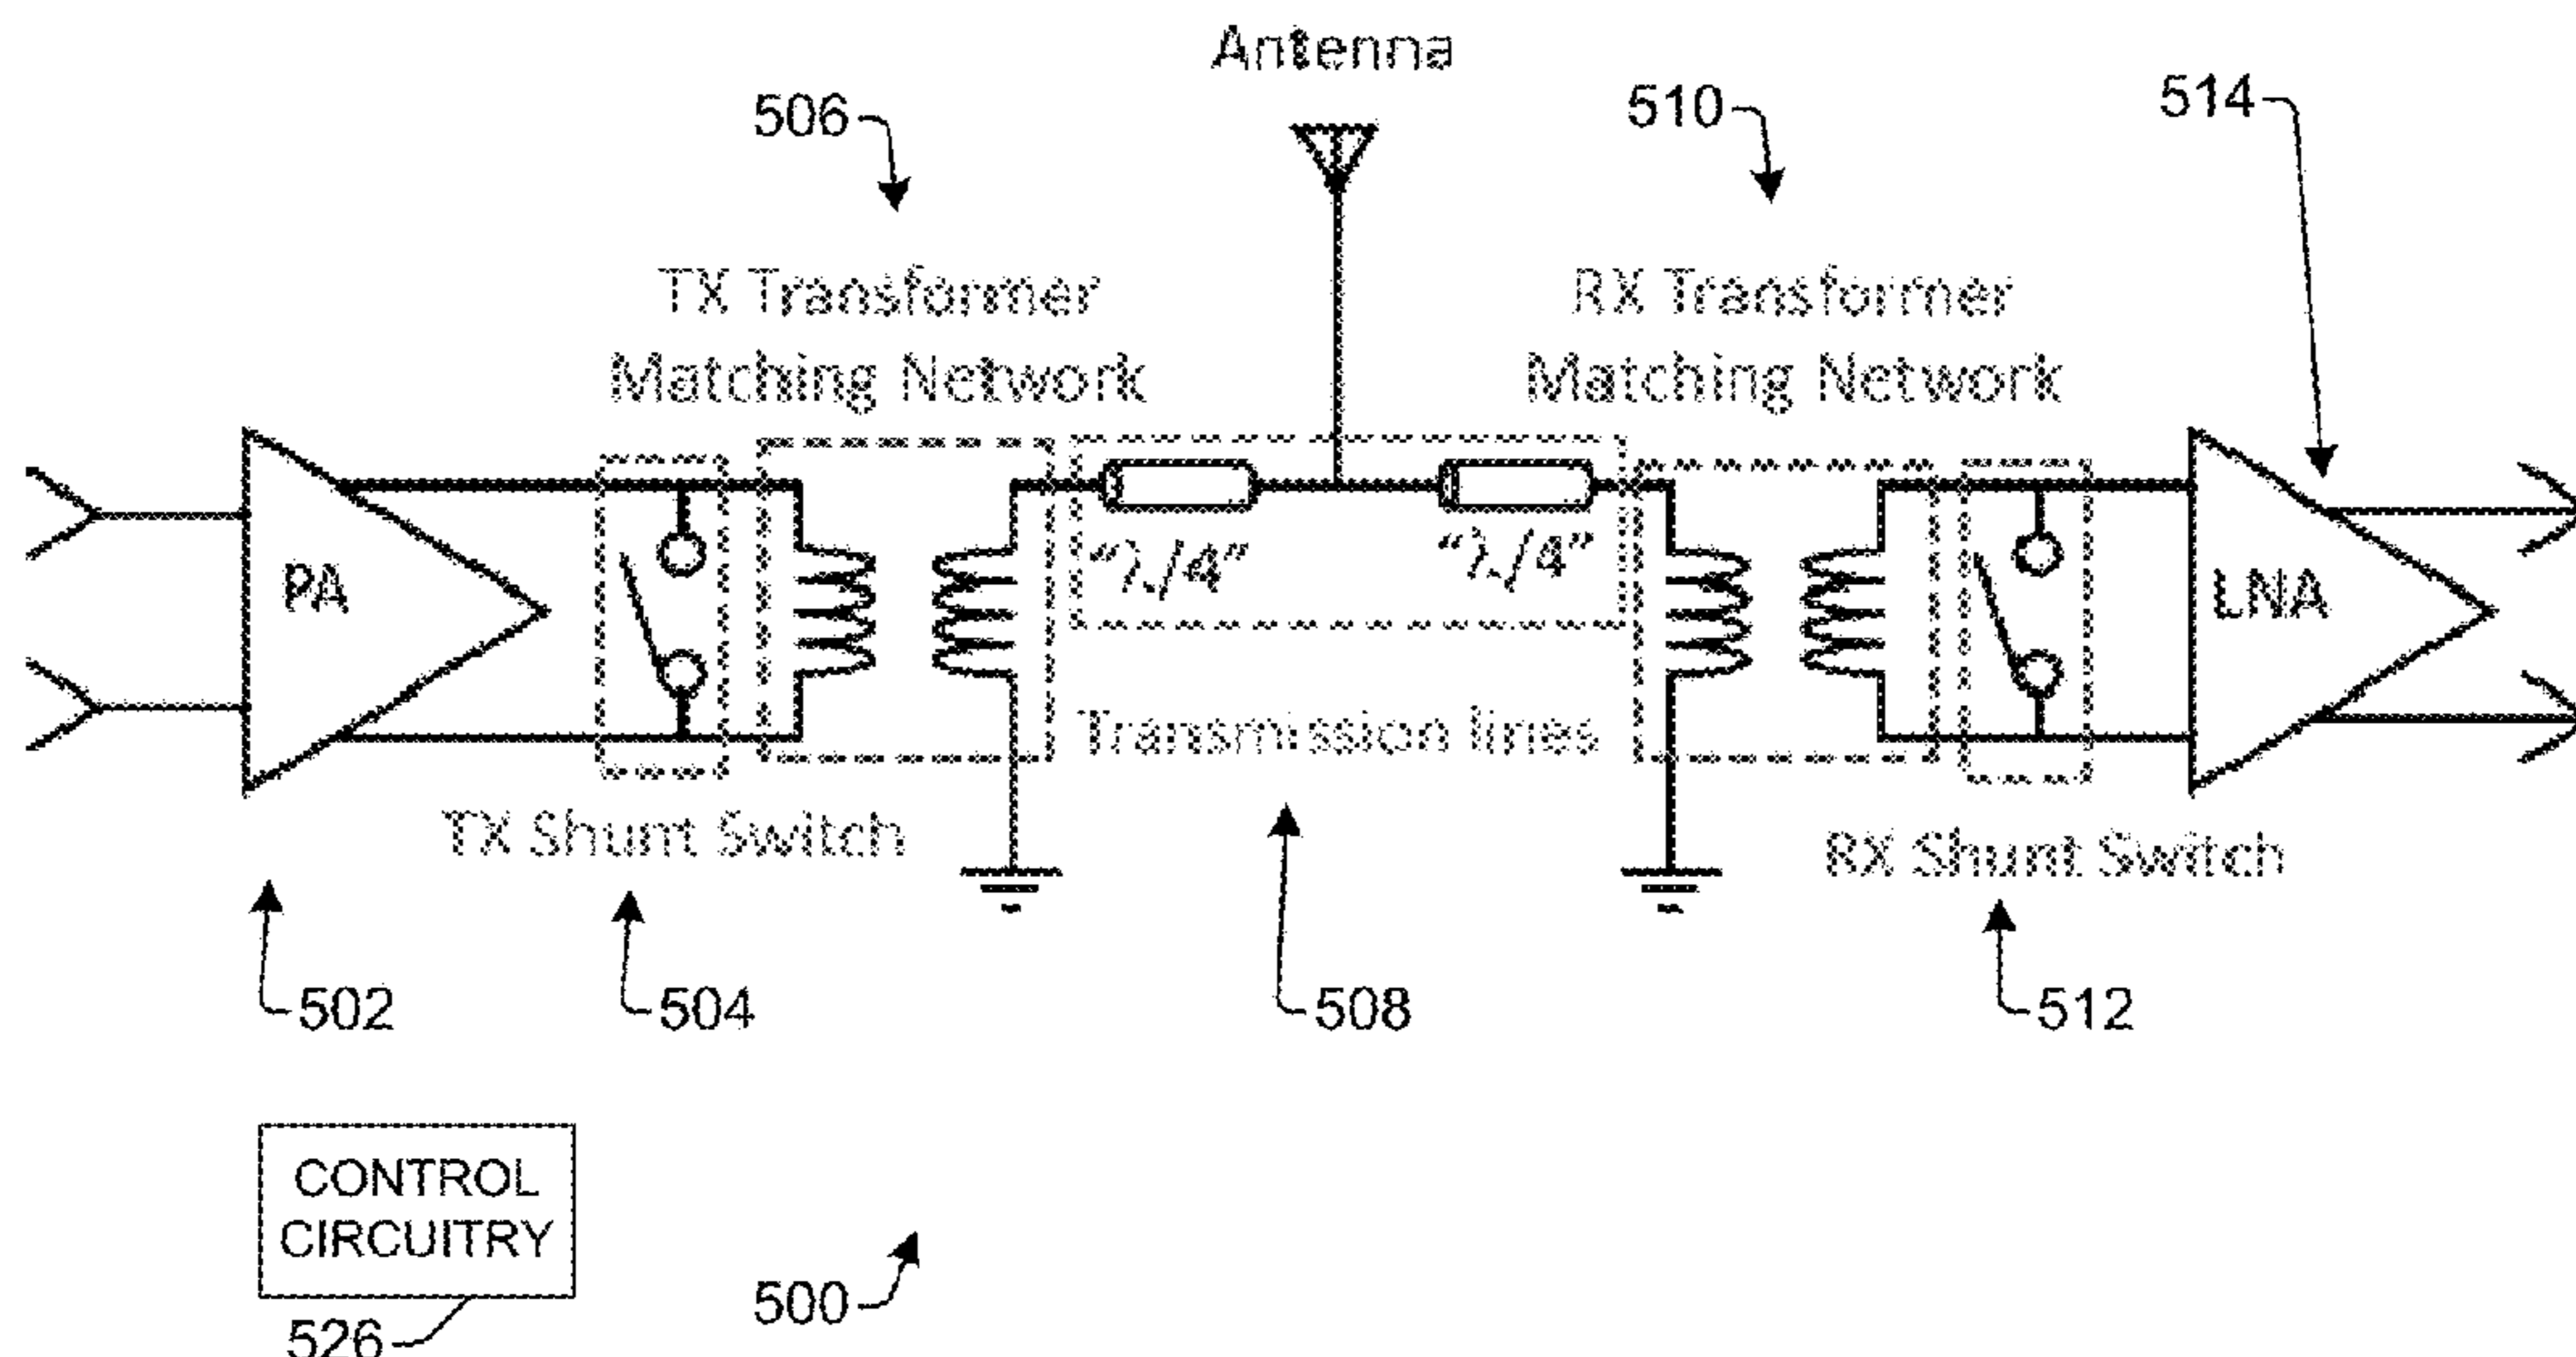 Antenna
506
510
514
TX Transformer
Matching Network
RX Transformer
Matching Network
PA
“λ/4”
“λ/4”
LNA
Transmission lines
TX Shunt Switch
RX Shunt Switch
502
504
508
512
CONTROL
CIRCUITRY
526
500